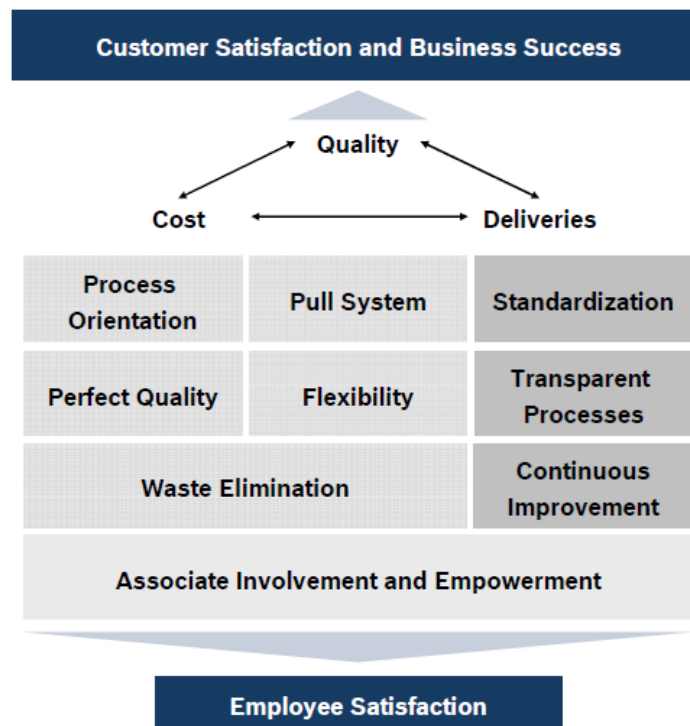 Customer Satisfaction and Business Success
Quality
Cost
Deliveries
Process
Orientation
Pull System
Standardization
Perfect Quality
Flexibility
Transparent
Processes
Waste Elimination
Continuous
Improvement
Associate Involvement and Empowerment
Employee Satisfaction